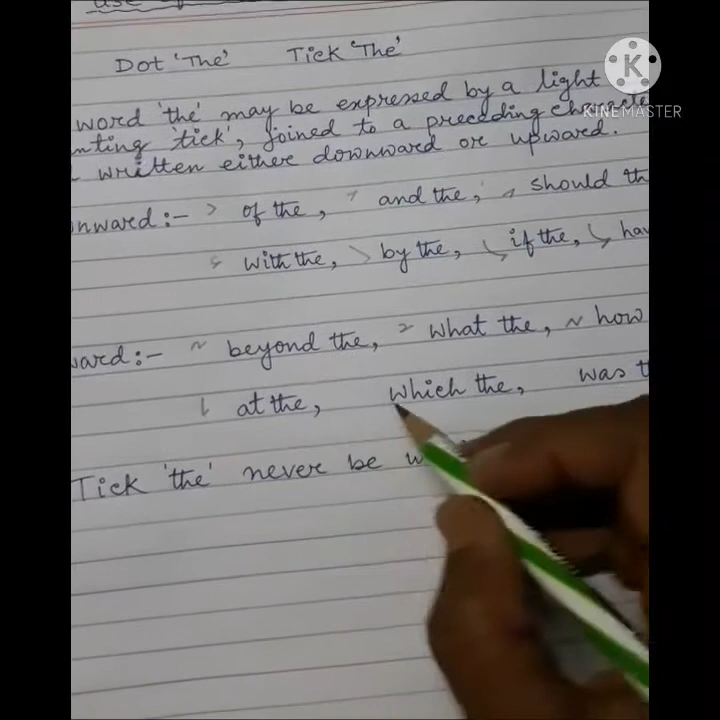 Dot 'The' Tick 'The'
K
KINEMASTER
word 'the' may be expressed by a light
nting 'tick', joined to a preceding characte
written either downward or upward.
nward:- of the, and the, should th
with the, by the, if the, hav
ward:- beyond the, what the, how
at the, which the, was t
Tick 'the' never be w